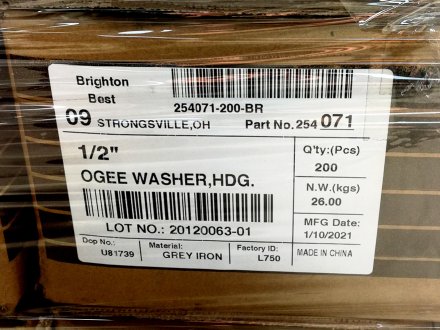 Brighton
Best
254071-200-BR
09 STRONGSVILLE,OH
Part No.254 071
1/2"
OGEE WASHER,HDG.
LOT NO.: 20120063-01
Q'ty:(Pcs)
200
N.W.(kgs)
26.00
MFG Date:
1/10/2021
Dop No.:
U81739
Material:
GREY IRON
Factory ID:
L750
MADE IN CHINA